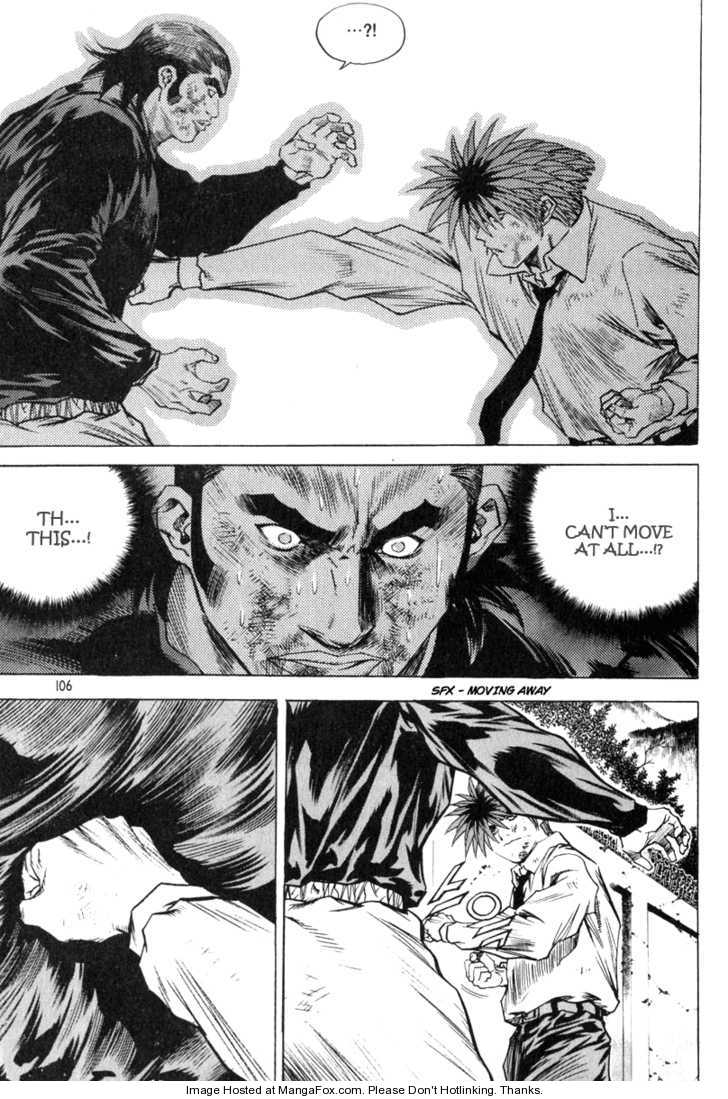 ...?!
TH...
THIS...!
I...
CAN'T MOVE
AT ALL...!?
106
SFX - MOVING AWAY
Image Hosted at MangaFox.com. Please Don't Hotlinking. Thanks.